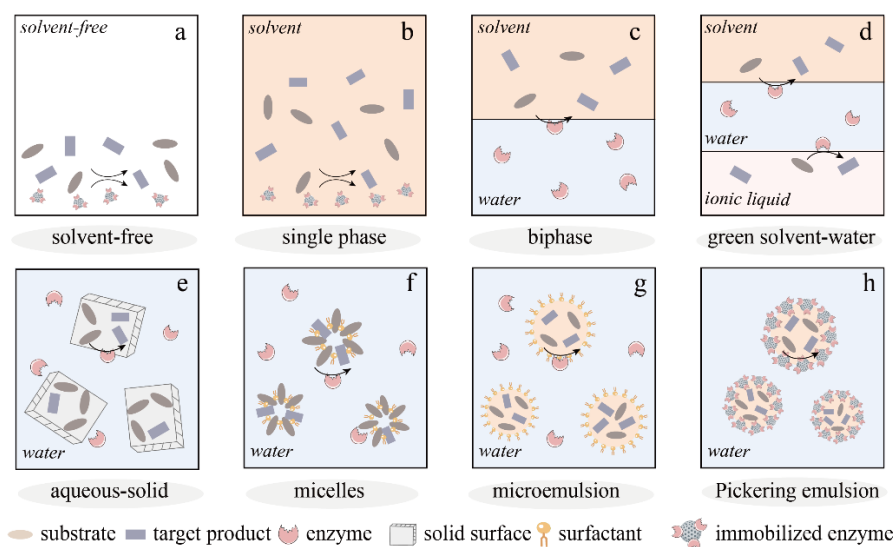 solvent-free a
solvent b
solvent c
solvent d
water
water
ionic liquid
solvent-free single phase biphase green solvent-water
e f g h
water water water water
aqueous-solid micelles microemulsion Pickering emulsion
substrate target product enzyme solid surface surfactant immobilized enzyme